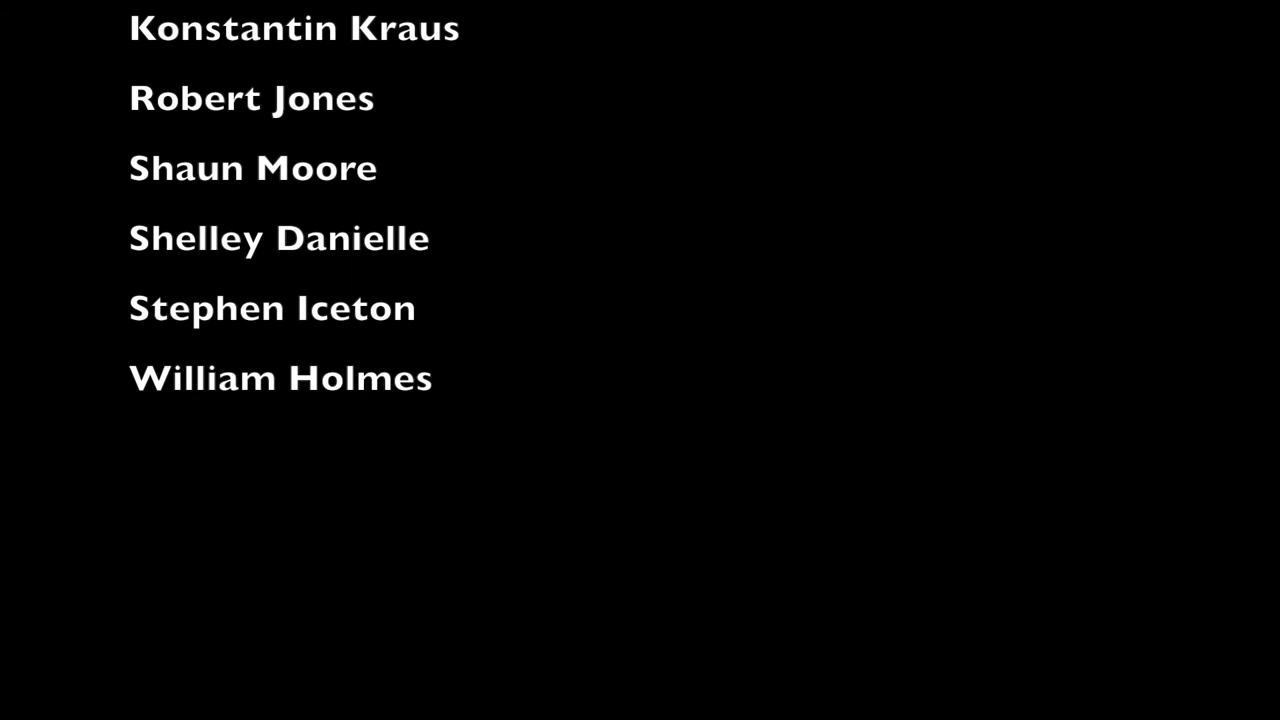 Konstantin Kraus
Robert Jones
Shaun Moore
Shelley Danielle
Stephen Iceton
William Holmes